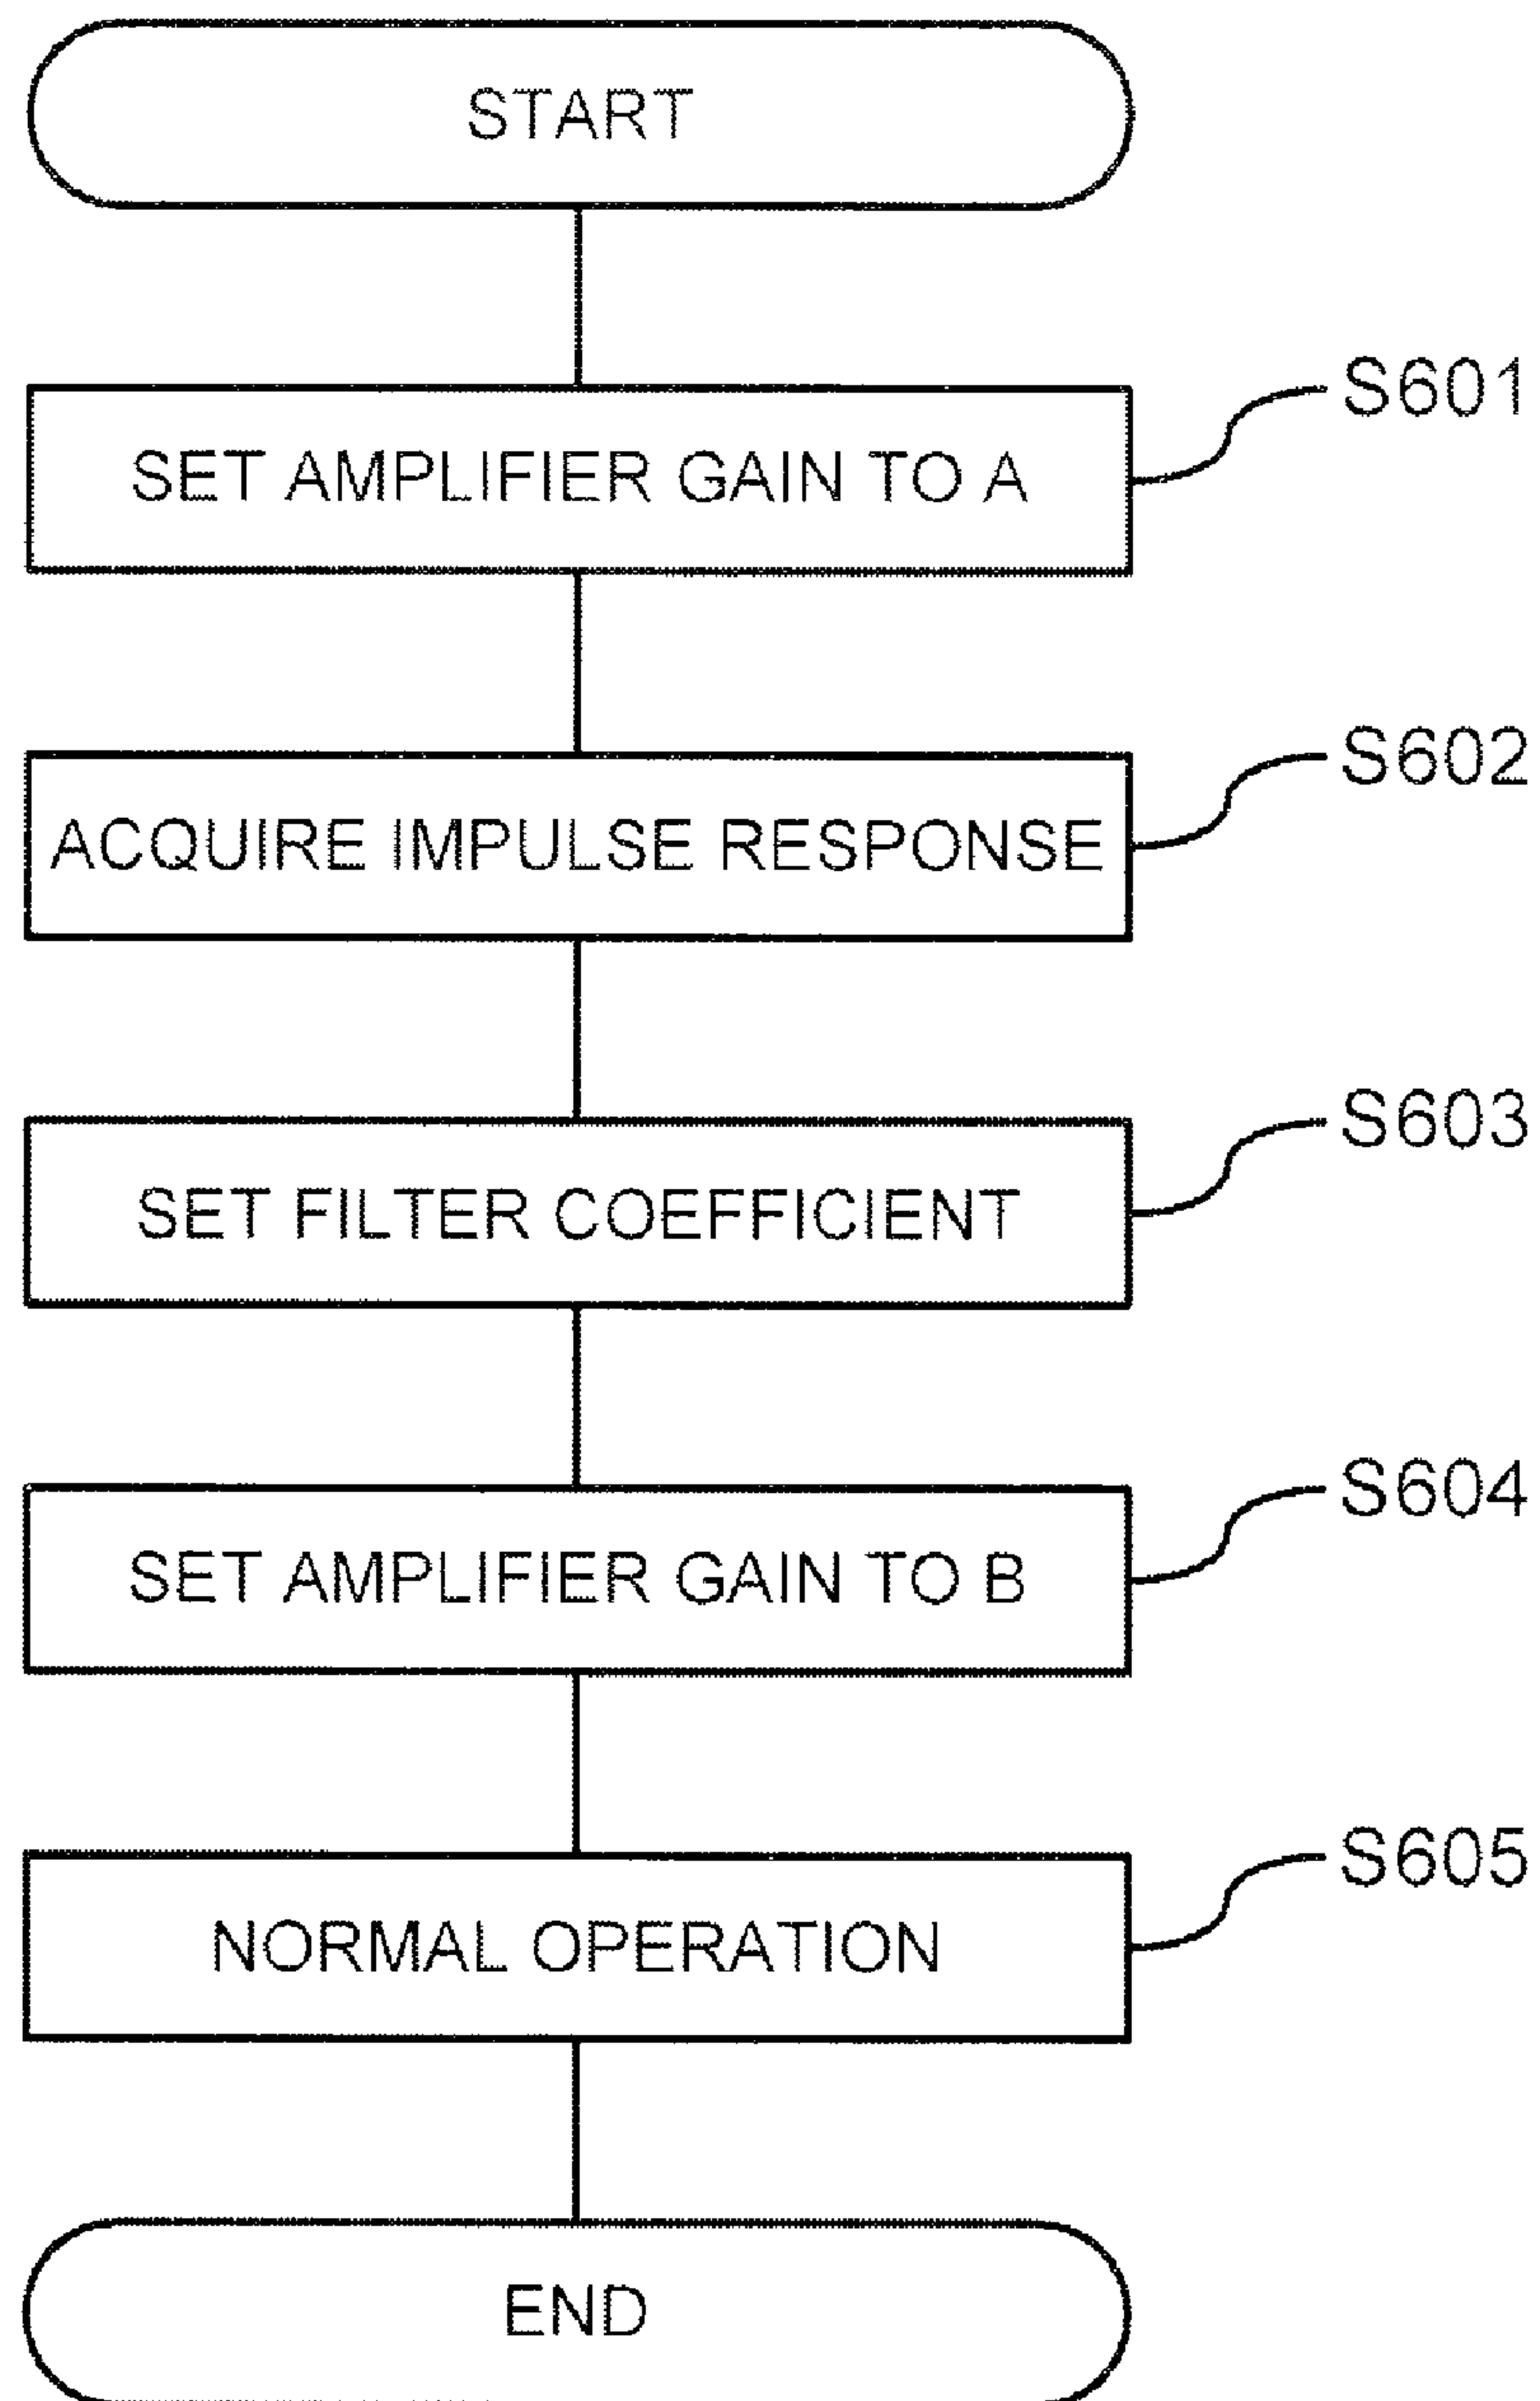 START
SET AMPLIFIER GAIN TO A
S601
ACQUIRE IMPULSE RESPONSE
S602
SET FILTER COEFFICIENT
S603
SET AMPLIFIER GAIN TO B
S604
NORMAL OPERATION
S605
END